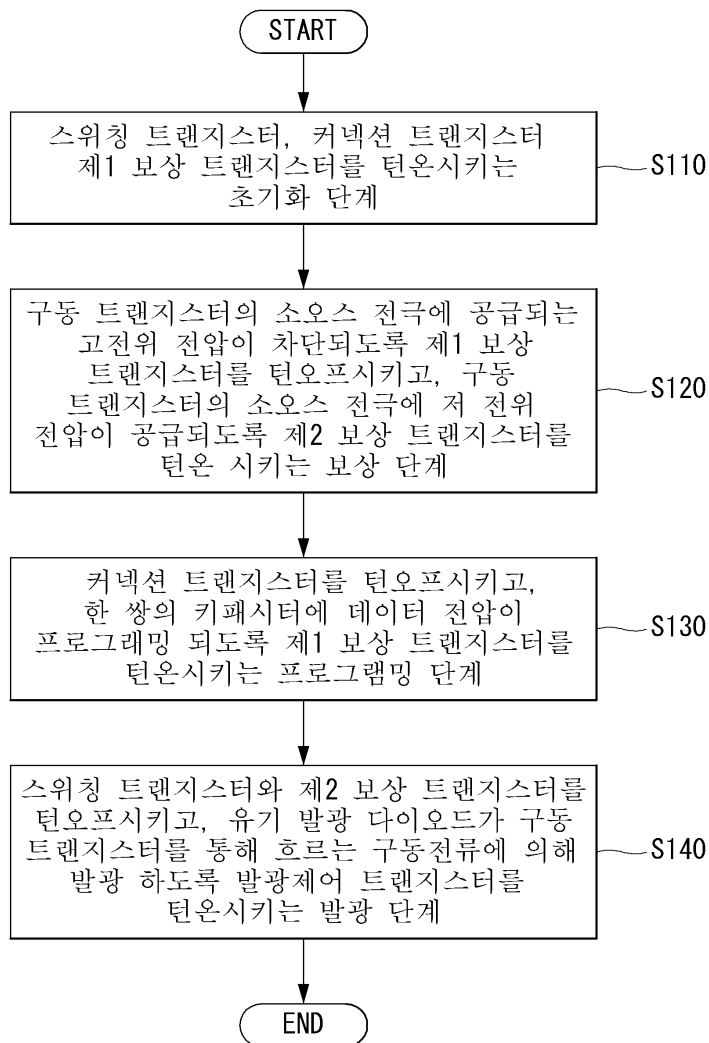 START
스위칭 트랜지스터, 커넥션 트랜지스터
제1 보상 트랜지스터를 턴온시키는
초기화 단계
S110
구동 트랜지스터의 소오스 전극에 공급되는
고전위 전압이 차단되도록 제1 보상
트랜지스터를 턴오프시키고, 구동
트랜지스터의 소오스 전극에 저 전위
전압이 공급되도록 제2 보상 트랜지스터를
턴온 시키는 보상 단계
S120
커넥션 트랜지스터를 턴오프시키고,
한 쌍의 키패시터에 데이터 전압이
프로그래밍 되도록 제1 보상 트랜지스터를
턴온시키는 프로그램밍 단계
S130
스위칭 트랜지스터와 제2 보상 트랜지스터를
턴오프시키고, 유기 발광 다이오드가 구동
트랜지스터를 통해 흐르는 구동전류에 의해
발광 하도록 발광제어 트랜지스터를
턴온시키는 발광 단계
S140
END